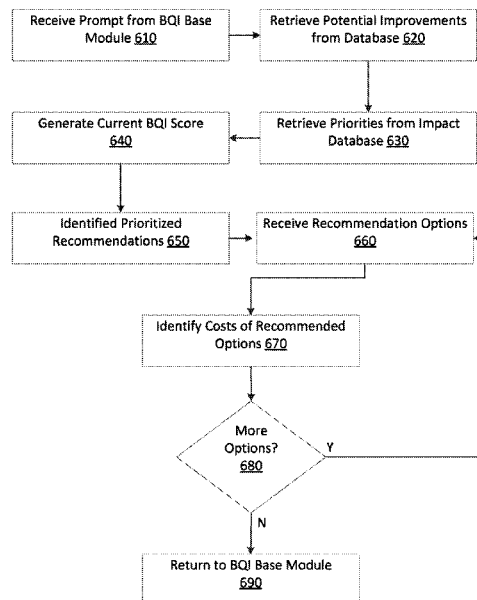 Receive Prompt from BQI Base
Module 610
Retrieve Potential Improvements
from Database 620
Generate Current BQI Score
640
Retrieve Priorities from Impact
Database 630
Identified Prioritized
Recommendations 650
Receive Recommendation Options
660
Identify Costs of Recommended
Options 670
More
Options?
680
Y
N
Return to BQI Base Module
690